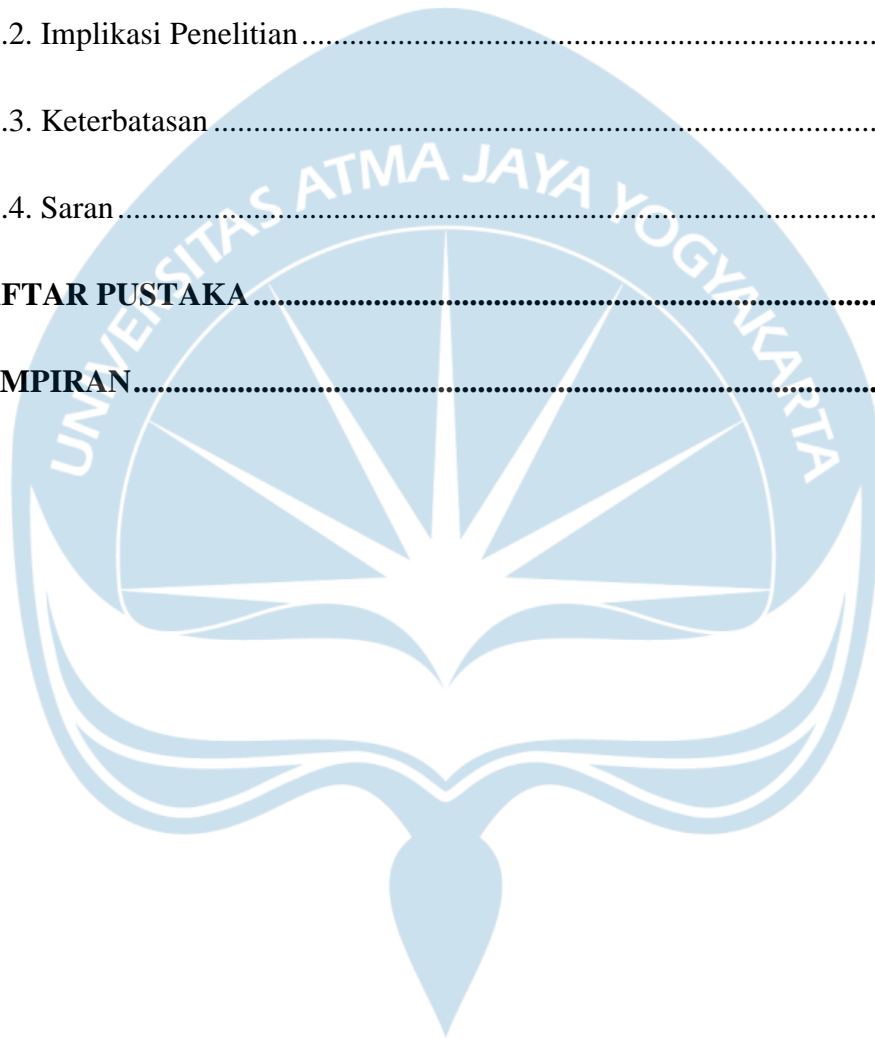 .2. Implikasi Penelitian
.3. Keterbatasan
.4. Saran
FTAR PUSTAKA
MPIRAN
UNIVERSITAS ATMA JAYA YOGYAKARTA